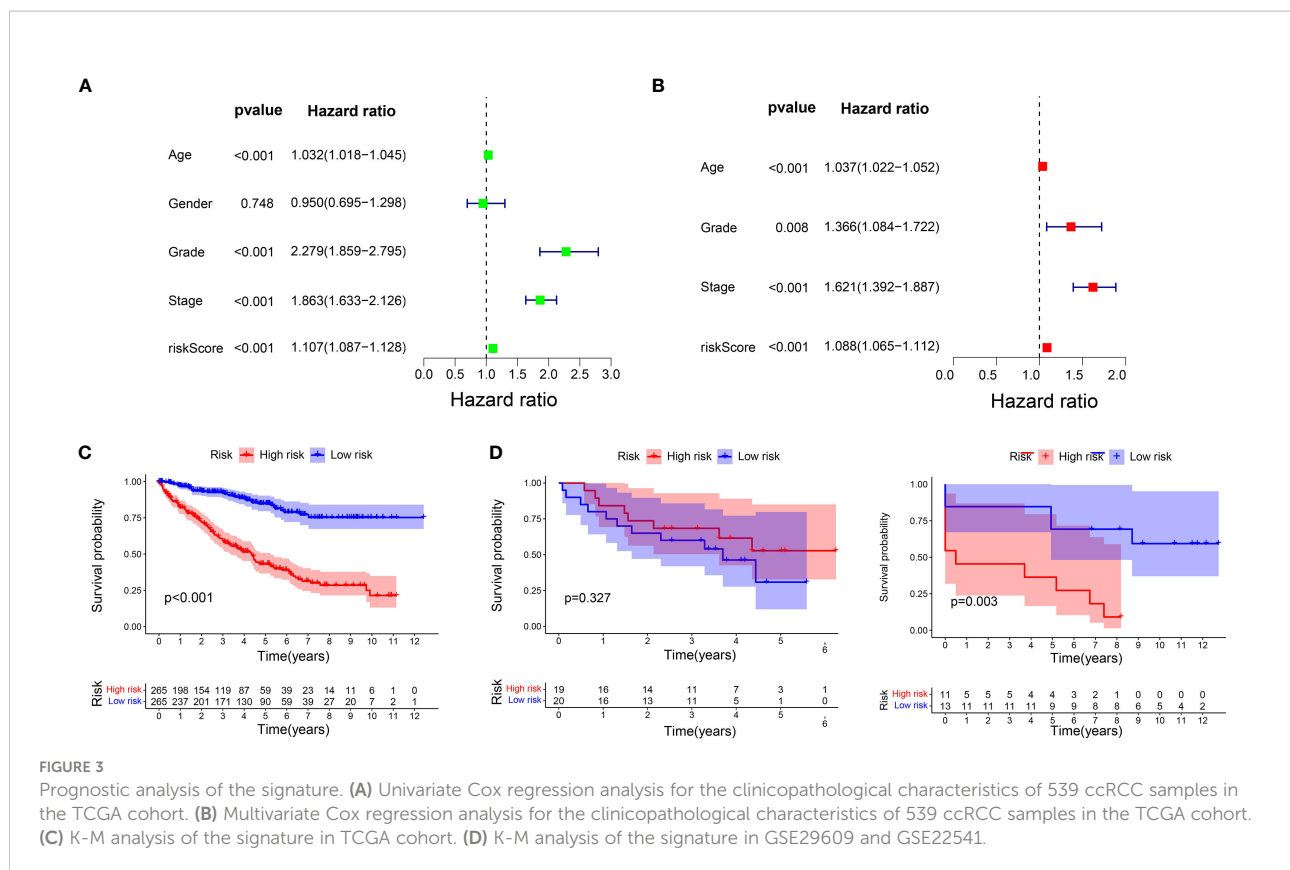 A
pvalue Hazard ratio
Age <0.001 1.032(1.018−1.045)
Gender 0.748 0.950(0.695−1.298)
Grade <0.001 2.279(1.859−2.795)
Stage <0.001 1.863(1.633−2.126)
riskScore <0.001 1.107(1.087−1.128)
0.0 0.5 1.0 1.5 2.0 2.5 3.0
Hazard ratio
B
pvalue Hazard ratio
Age <0.001 1.037(1.022−1.052)
Grade 0.008 1.366(1.084−1.722)
Stage <0.001 1.621(1.392−1.887)
riskScore <0.001 1.088(1.065−1.112)
0.0 0.5 1.0 1.5 2.0
Hazard ratio
C
Risk High risk Low risk
Survival probability
1.00
0.75
0.50
0.25
0.00
p<0.001
0 1 2 3 4 5 6 7 8 9 10 11 12
Time(years)
Risk
High risk 265 198 154 119 87 59 39 23 14 11 6 1 0
Low risk 265 237 201 171 130 90 59 39 27 20 7 2 1
0 1 2 3 4 5 6 7 8 9 10 11 12
Time(years)
D
Risk High risk Low risk
Survival probability
1.00
0.75
0.50
0.25
0.00
p=0.327
0 1 2 3 4 5 6
Time(years)
Risk
High risk 19 16 14 11 7 3 1
Low risk 20 16 13 11 5 1 0
0 1 2 3 4 5 6
Time(years)
Risk High risk Low risk
Survival probability
1.00
0.75
0.50
0.25
0.00
p=0.003
0 1 2 3 4 5 6 7 8 9 10 11 12
Time(years)
Risk
High risk 11 5 5 5 4 4 3 2 1 0 0 0 0
Low risk 13 11 11 11 11 9 9 8 8 6 5 4 2
0 1 2 3 4 5 6 7 8 9 10 11 12
Time(years)
FIGURE 3
Prognostic analysis of the signature. (A) Univariate Cox regression analysis for the clinicopathological characteristics of 539 ccRCC samples in
the TCGA cohort. (B) Multivariate Cox regression analysis for the clinicopathological characteristics of 539 ccRCC samples in the TCGA cohort.
(C) K-M analysis of the signature in TCGA cohort. (D) K-M analysis of the signature in GSE29609 and GSE22541.